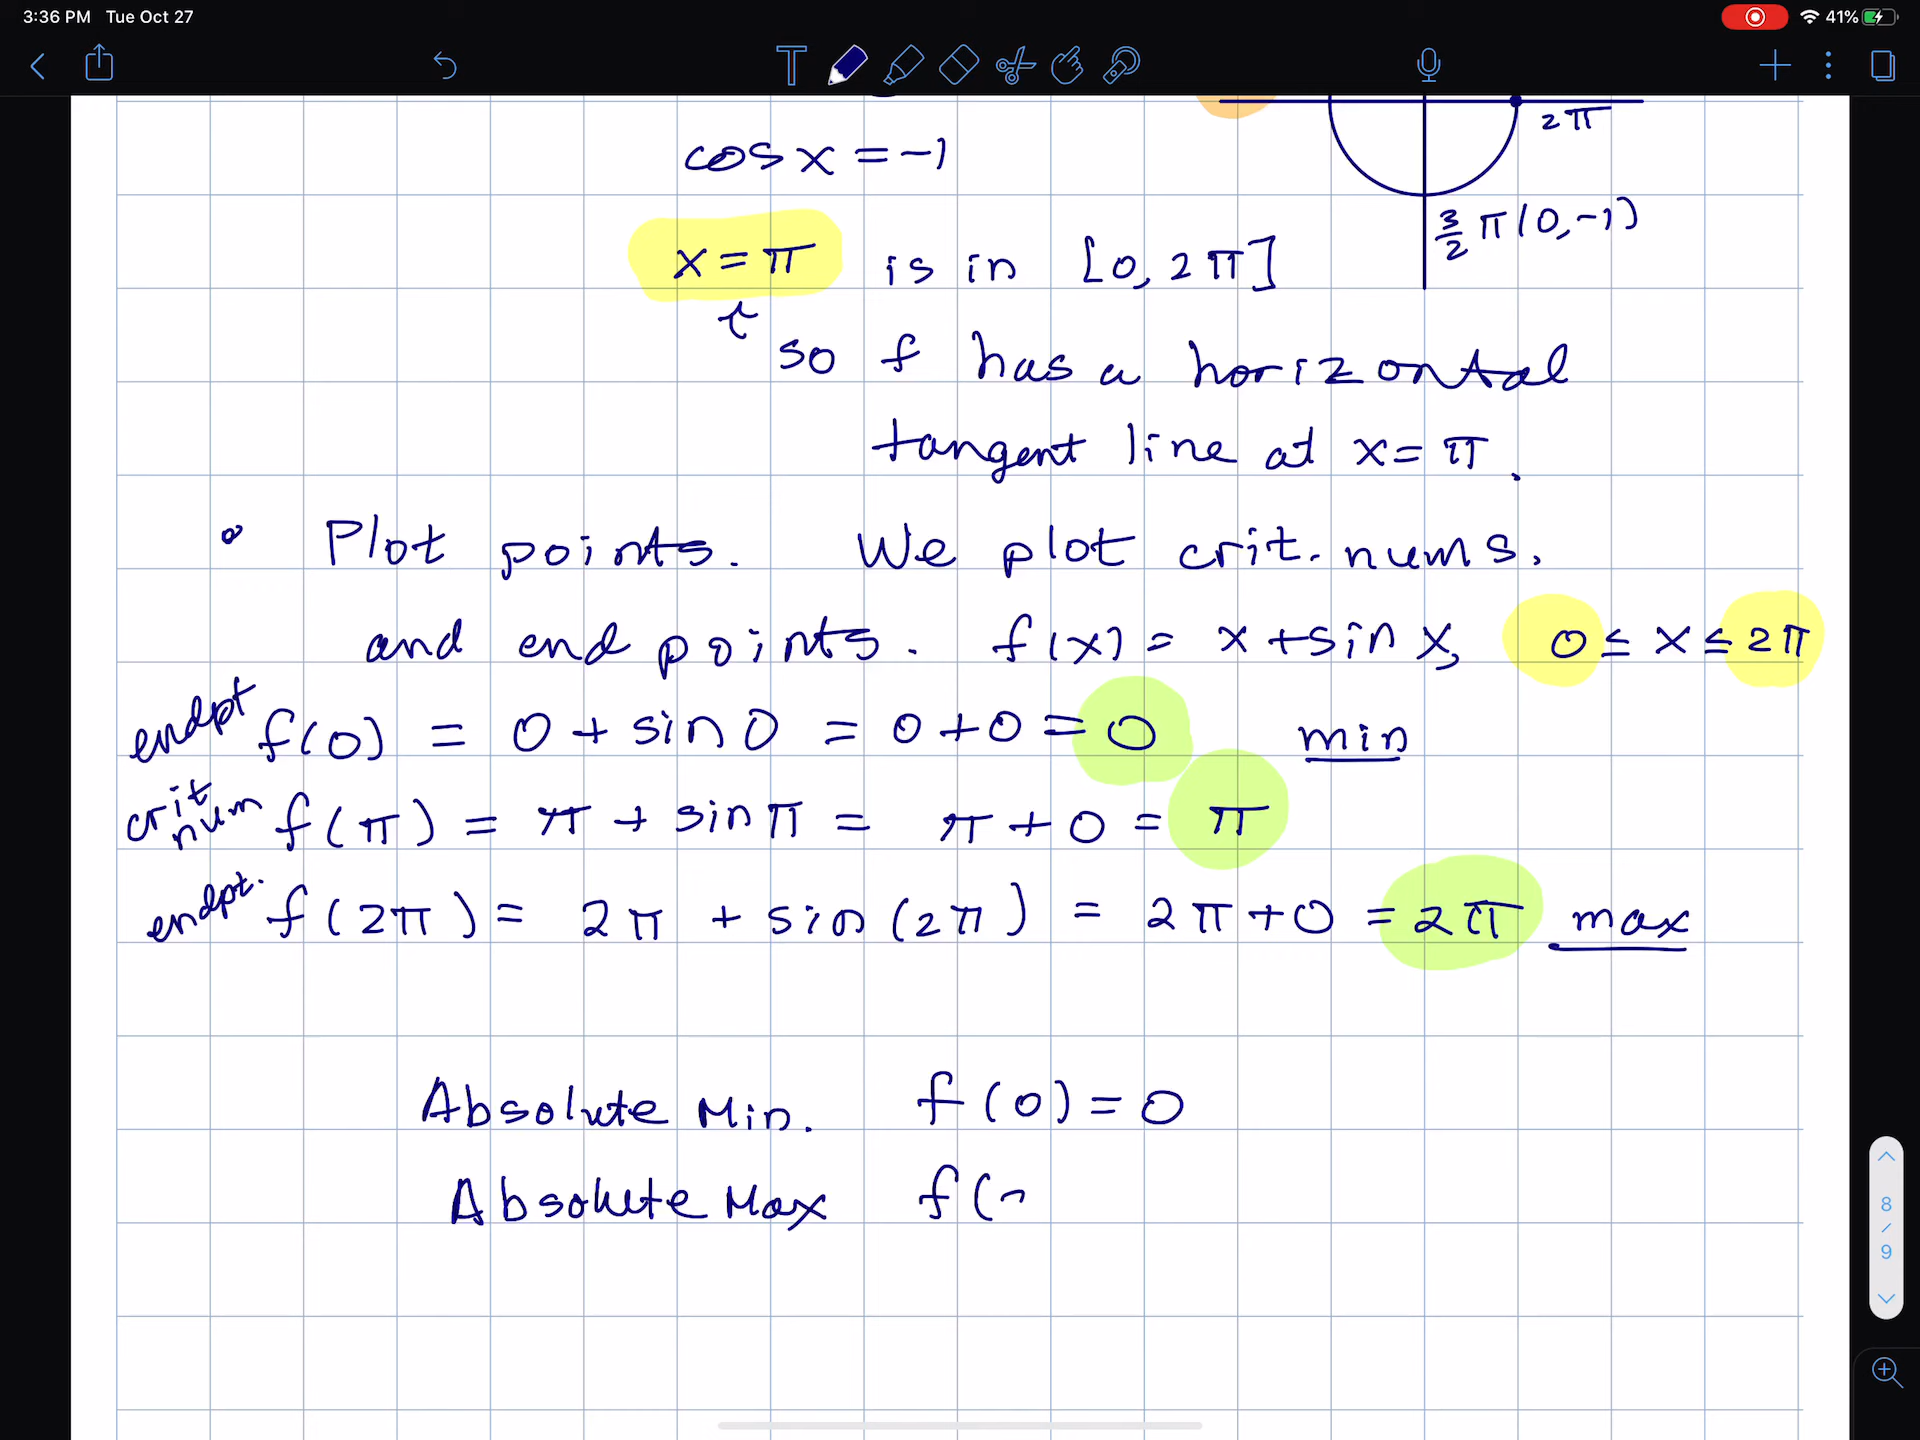 3:36 PM Tue Oct 27
41%
2π
cos x = -1
3/2 π (0,-1)
x = π is in [0, 2π]
so f has a horizontal
tangent line at x = π.
• Plot points. We plot crit. nums.
and end points. f(x) = x + sin x, 0 ≤ x ≤ 2π
endpt f(0) = 0 + sin 0 = 0 + 0 = 0 min
crit num f(π) = π + sin π = π + 0 = π
endpt. f(2π) = 2π + sin(2π) = 2π + 0 = 2π max
Absolute Min. f(0) = 0
Absolute Max f(
8 / 9